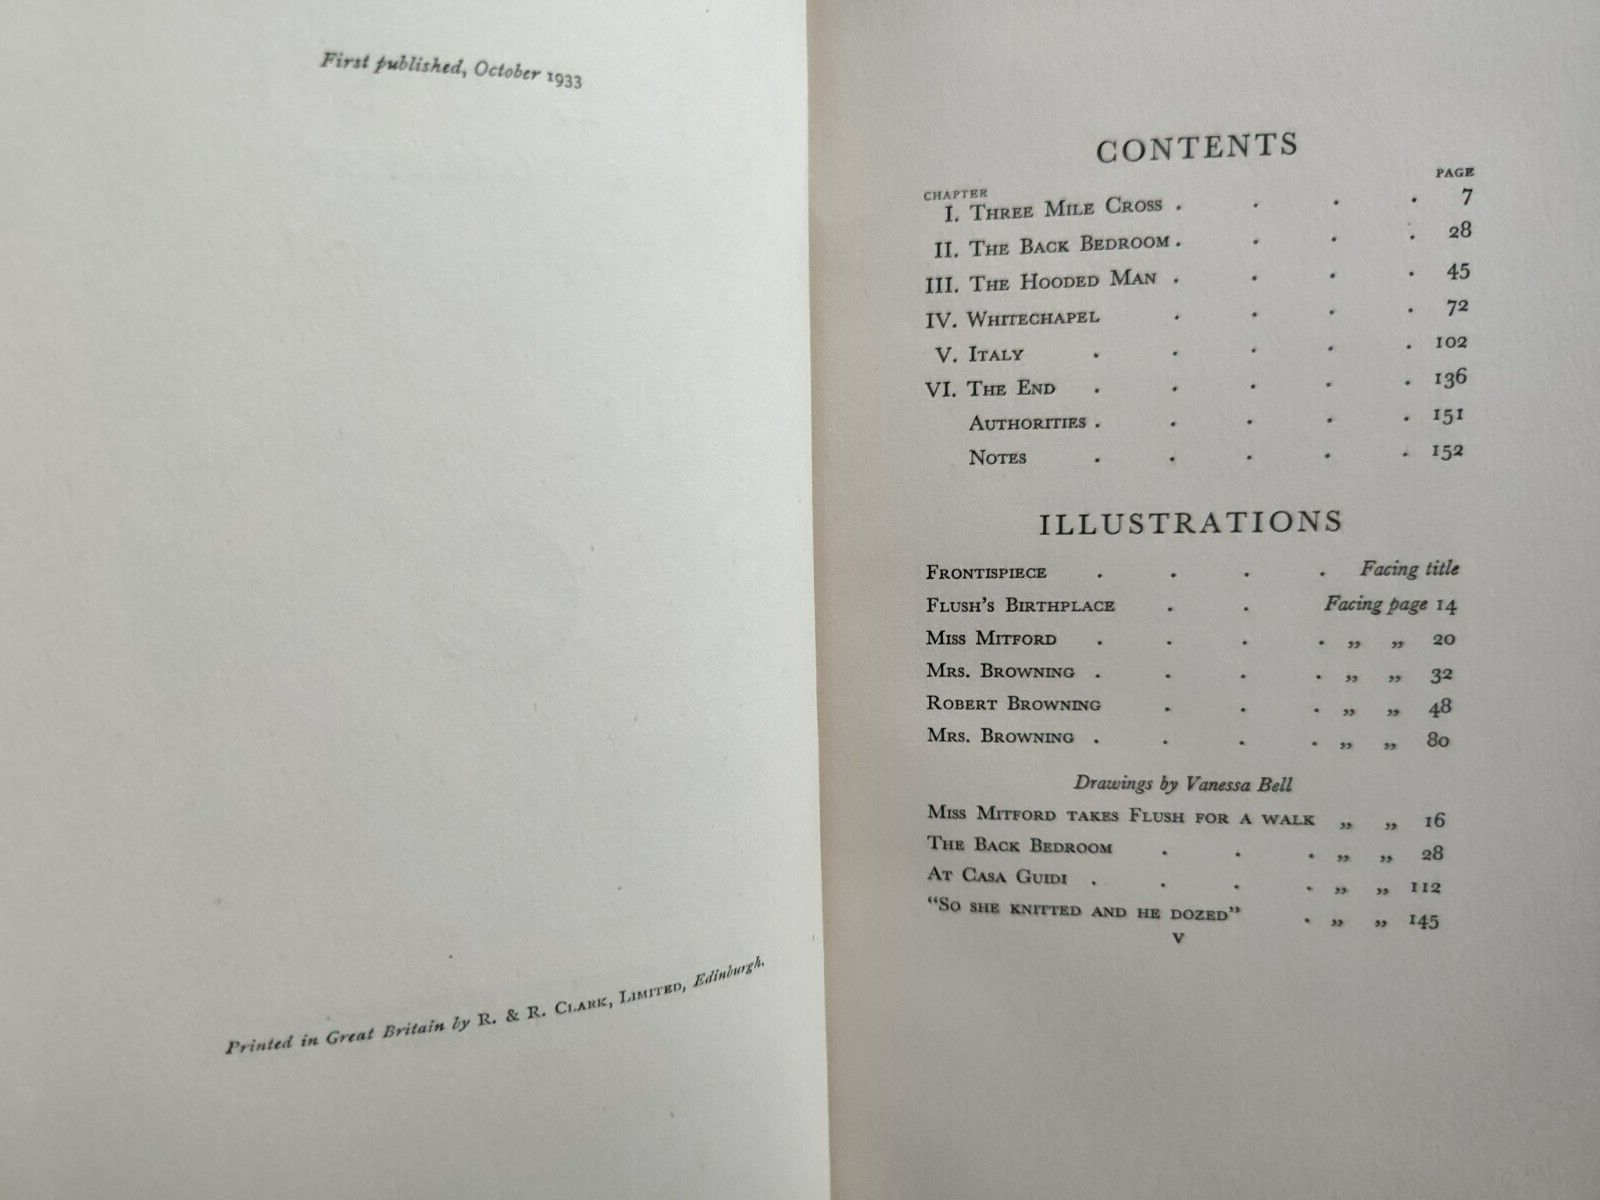 First published, October 1933
Printed in Great Britain by R. & R. Clark, Limited, Edinburgh.
CONTENTS
CHAPTER PAGE
I. Three Mile Cross . . . . 7
II. The Back Bedroom . . . . 28
III. The Hooded Man . . . . 45
IV. Whitechapel . . . . 72
V. Italy . . . . . 102
VI. The End . . . . . 136
Authorities . . . . . 151
Notes . . . . . 152
ILLUSTRATIONS
Frontispiece . . . . Facing title
Flush's Birthplace . . Facing page 14
Miss Mitford . . . . „ „ 20
Mrs. Browning . . . . „ „ 32
Robert Browning . . . „ „ 48
Mrs. Browning . . . . „ „ 80
Drawings by Vanessa Bell
Miss Mitford takes Flush for a walk „ „ 16
The Back Bedroom . . . „ „ 28
At Casa Guidi . . . . „ „ 112
"So she knitted and he dozed" . „ „ 145
v